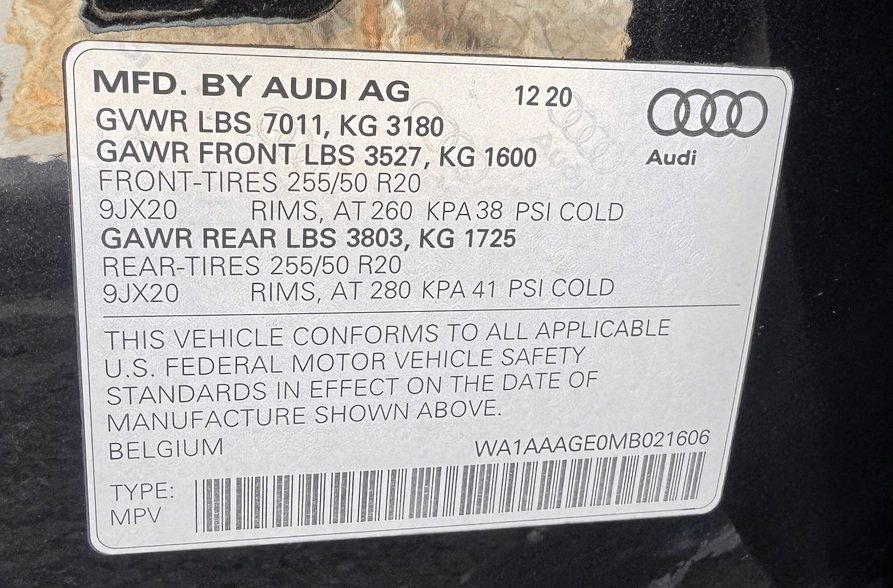 MFD. BY AUDI AG 12 20
GVWR LBS 7011, KG 3180
GAWR FRONT LBS 3527, KG 1600
Audi
FRONT-TIRES 255/50 R20
9JX20 RIMS, AT 260 KPA 38 PSI COLD
GAWR REAR LBS 3803, KG 1725
REAR-TIRES 255/50 R20
9JX20 RIMS, AT 280 KPA 41 PSI COLD
THIS VEHICLE CONFORMS TO ALL APPLICABLE
U.S. FEDERAL MOTOR VEHICLE SAFETY
STANDARDS IN EFFECT ON THE DATE OF
MANUFACTURE SHOWN ABOVE.
BELGIUM WA1AAAGE0MB021606
TYPE:
MPV